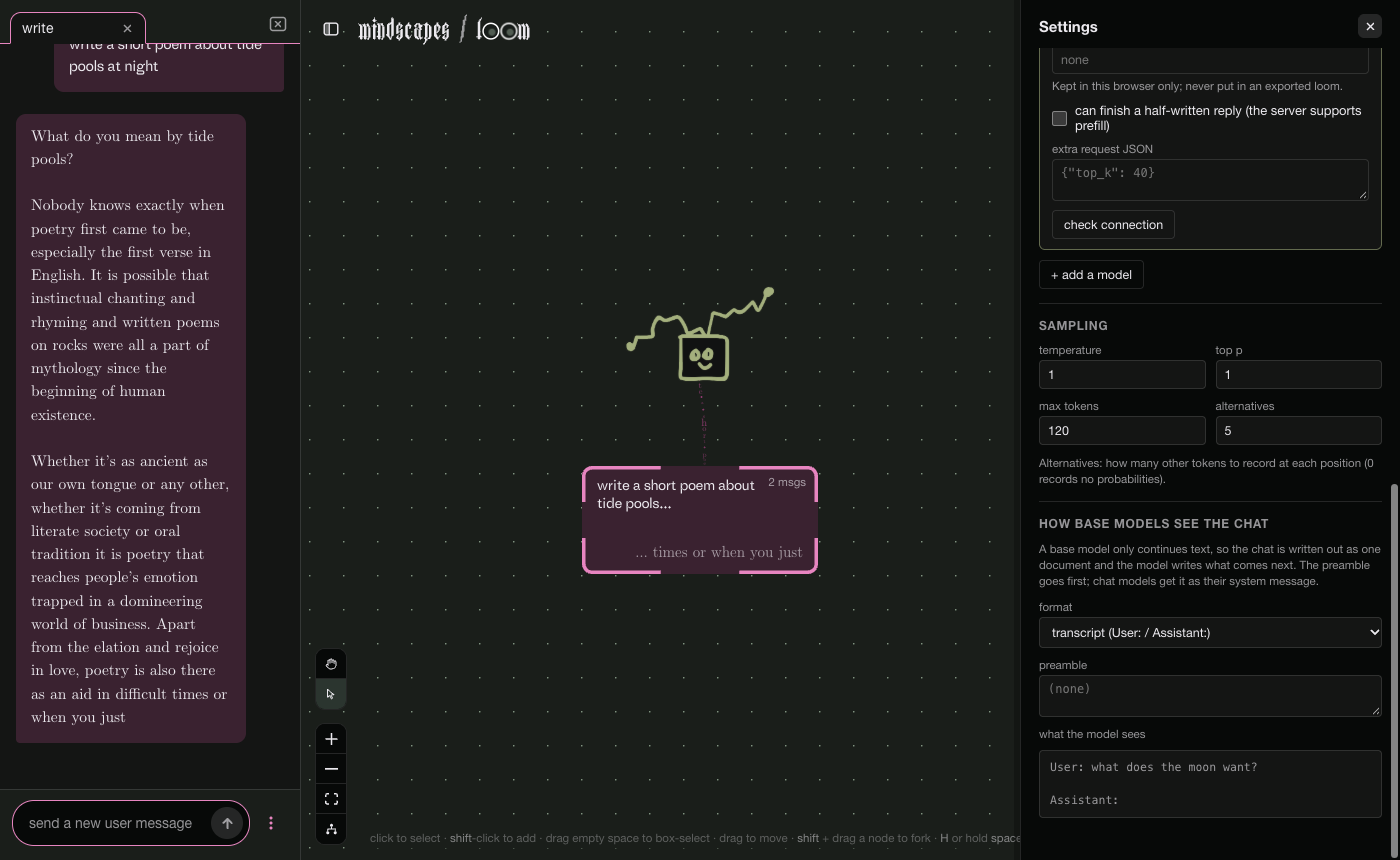 write
mindscapes / loom
write a short poem about tide
pools at night
What do you mean by tide
pools?
Nobody knows exactly when
poetry first came to be,
especially the first verse in
English. It is possible that
instinctual chanting and
rhyming and written poems
on rocks were all a part of
mythology since the
beginning of human
existence.
Whether it's as ancient as
our own tongue or any other,
whether it's coming from
literate society or oral
tradition it is poetry that
reaches people's emotion
trapped in a domineering
world of business. Apart
from the elation and rejoice
in love, poetry is also there
as an aid in difficult times or
when you just
send a new user message
write a short poem about
tide pools...
2 msgs
... times or when you just
click to select · shift-click to add · drag empty space to box-select · drag to move · shift + drag a node to fork · H or hold space
Settings
none
Kept in this browser only; never put in an exported loom.
can finish a half-written reply (the server supports
prefill)
extra request JSON
{"top_k": 40}
check connection
+ add a model
SAMPLING
temperature
top p
1
1
max tokens
alternatives
120
5
Alternatives: how many other tokens to record at each position (0
records no probabilities).
HOW BASE MODELS SEE THE CHAT
A base model only continues text, so the chat is written out as one
document and the model writes what comes next. The preamble
goes first; chat models get it as their system message.
format
transcript (User: / Assistant:)
preamble
(none)
what the model sees
User: what does the moon want?
Assistant: